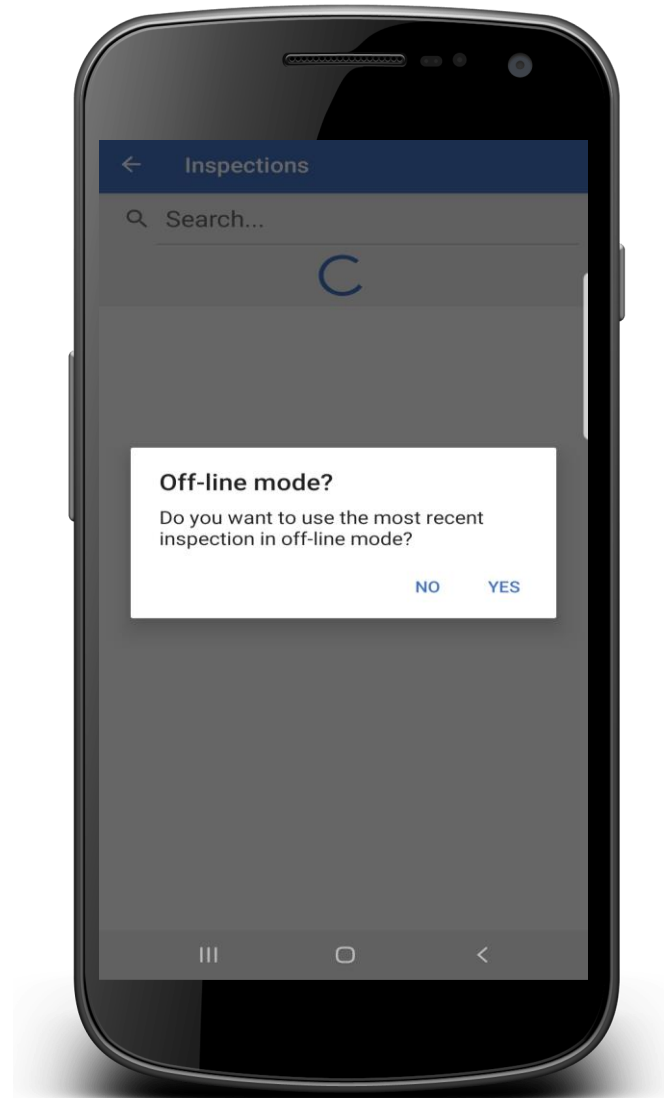 Inspections
Search...
Off-line mode?
Do you want to use the most recent
inspection in off-line mode?
NO YES